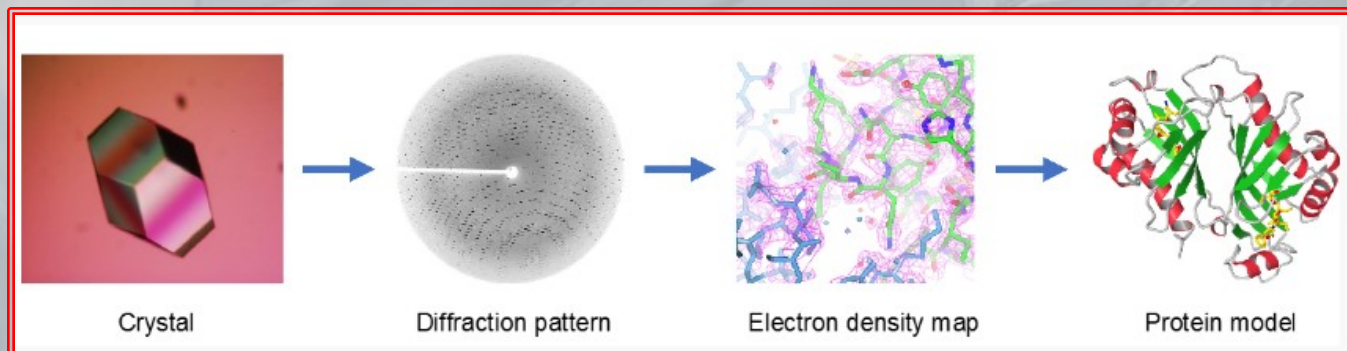 Crystal
Diffraction pattern
Electron density map
Protein model